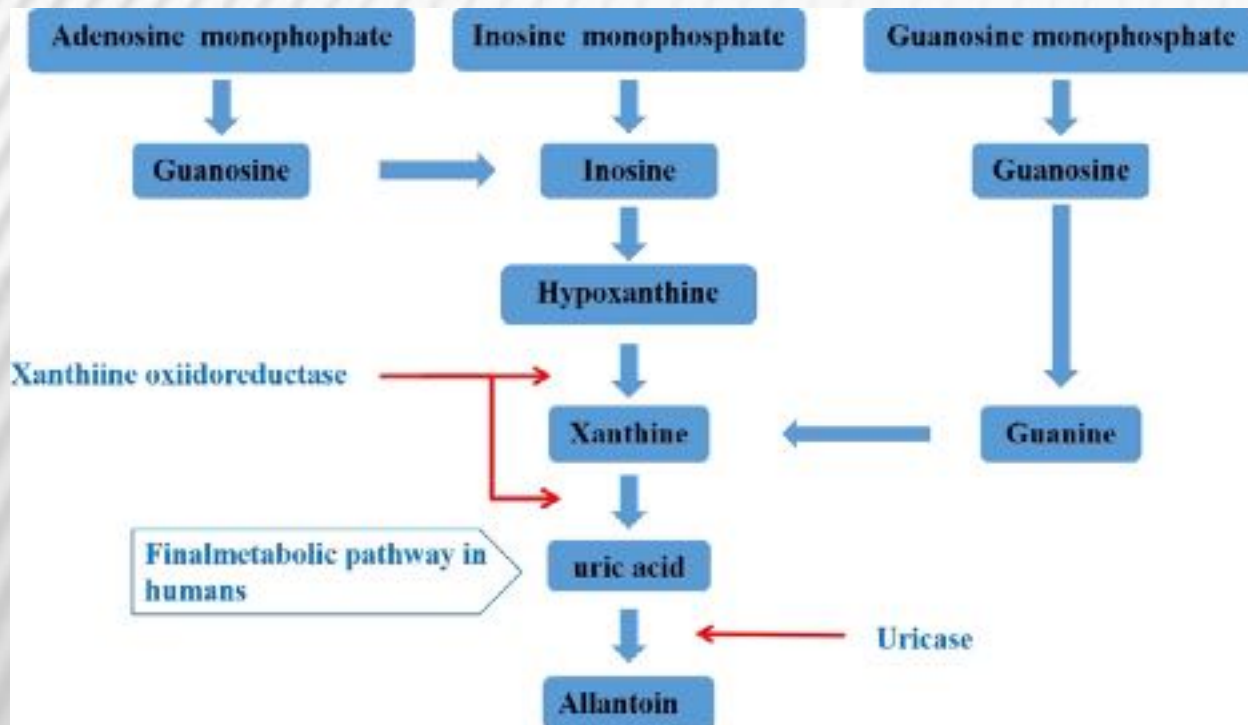 Adenosine monophophate
Inosine monophosphate
Guanosine monophosphate
Guanosine
Inosine
Guanosine
Hypoxanthine
Xanthiine oxiidoreductase
Xanthine
Guanine
Finalmetabolic pathway in
humans
uric acid
Uricase
Allantoin